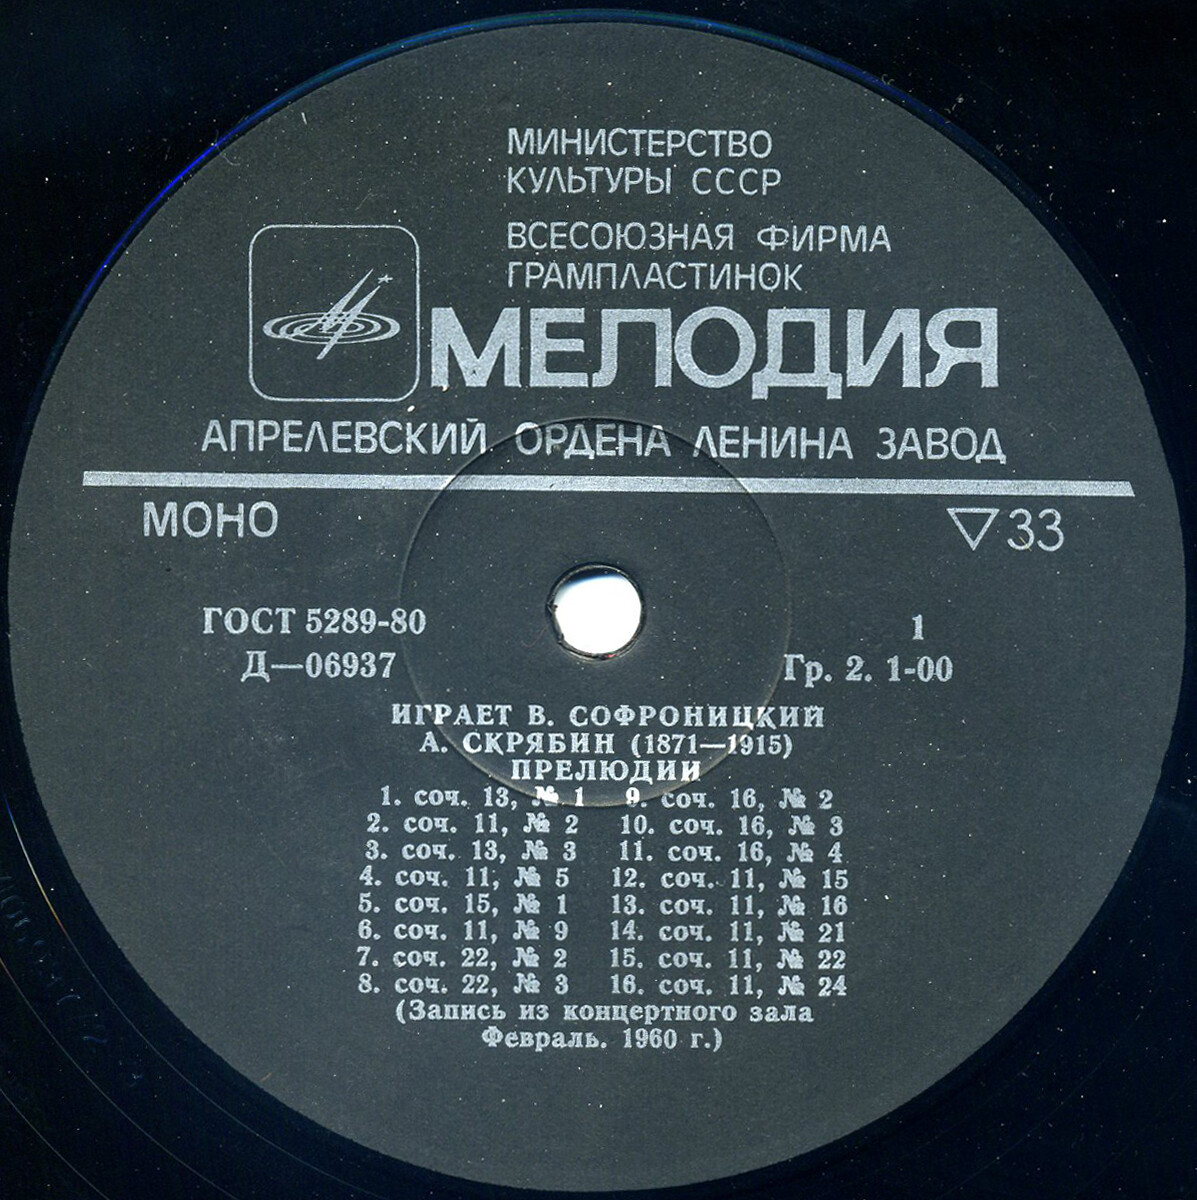 МИНИСТЕРСТВО
КУЛЬТУРЫ СССР
ВСЕСОЮЗНАЯ ФИРМА
ГРАМПЛАСТИНОК
МЕЛОДИЯ
АПРЕЛЕВСКИЙ ОРДЕНА ЛЕНИНА ЗАВОД
МОНО ▽33
ГОСТ 5289-80 1
Д—06937 Гр. 2. 1-00
ИГРАЕТ В. СОФРОНИЦКИЙ
А. СКРЯБИН (1871—1915)
ПРЕЛЮДИИ
1. соч. 13, № 1 9. соч. 16, № 2
2. соч. 11, № 2 10. соч. 16, № 3
3. соч. 13, № 3 11. соч. 16, № 4
4. соч. 11, № 5 12. соч. 11, № 15
5. соч. 15, № 1 13. соч. 11, № 16
6. соч. 11, № 9 14. соч. 11, № 21
7. соч. 22, № 2 15. соч. 11, № 22
8. соч. 22, № 3 16. соч. 11, № 24
(Запись из концертного зала
Февраль. 1960 г.)